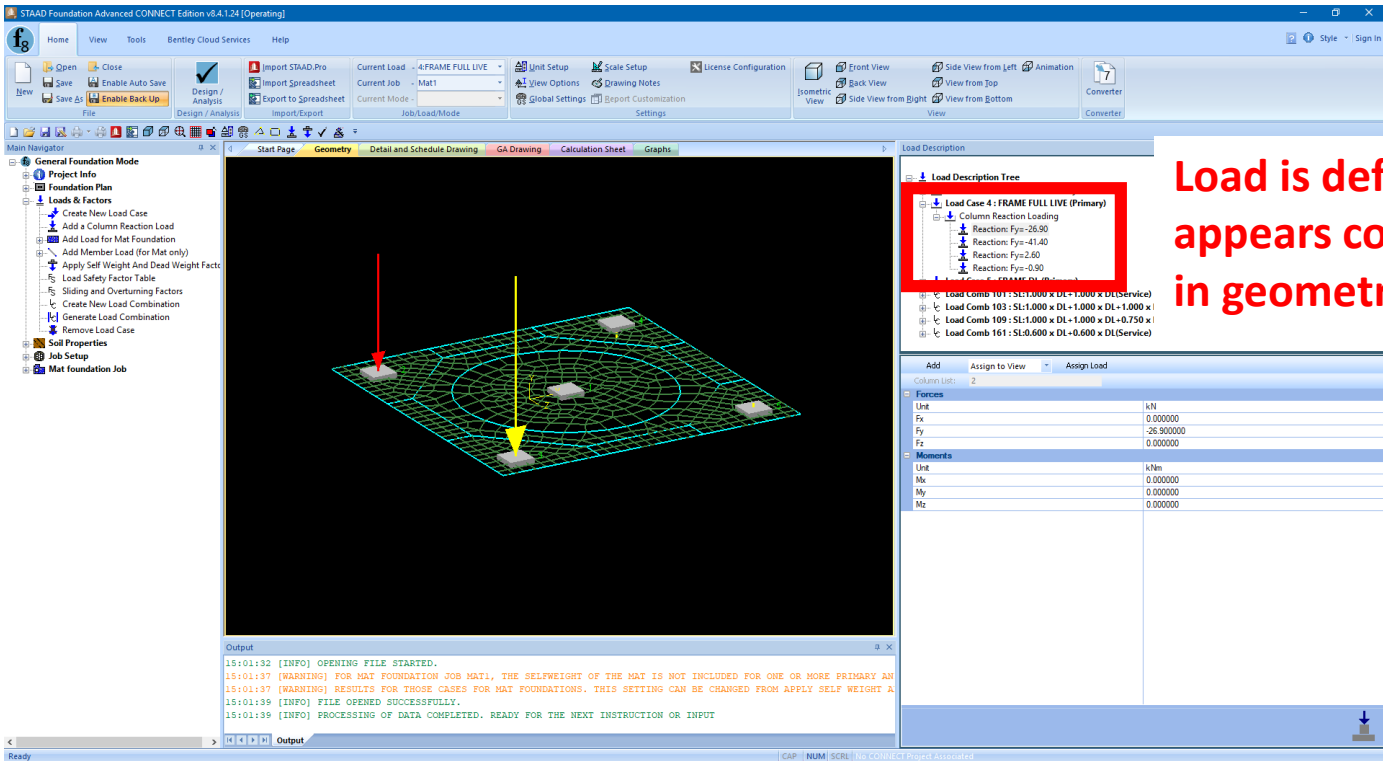 STAAD Foundation Advanced CONNECT Edition v8.4.1.24 [Operating]
Home View Tools Bentley Cloud Services Help
Style Sign In
New
Open Close
Save Enable Auto Save
Save As Enable Back Up
File
Design / Analysis
Design / Analysis
Import STAAD.Pro
Import Spreadsheet
Export to Spreadsheet
Import/Export
Current Load - 4:FRAME FULL LIVE
Current Job - Mat1
Current Mode -
Job/Load/Mode
Unit Setup Scale Setup License Configuration
View Options Drawing Notes
Global Settings Report Customization
Settings
Isometric View
Front View Side View from Left Animation
Back View View from Top
Side View from Right View from Bottom
View
Converter
Converter
Main Navigator
General Foundation Mode
Project Info
Foundation Plan
Loads & Factors
Create New Load Case
Add a Column Reaction Load
Add Load for Mat Foundation
Add Member Load (for Mat only)
Apply Self Weight And Dead Weight Facto
Load Safety Factor Table
Sliding and Overturning Factors
Create New Load Combination
Generate Load Combination
Remove Load Case
Soil Properties
Job Setup
Mat foundation Job
Start Page Geometry Detail and Schedule Drawing GA Drawing Calculation Sheet Graphs
Output
15:01:32 [INFO] OPENING FILE STARTED.
15:01:37 [WARNING] FOR MAT FOUNDATION JOB MAT1, THE SELFWEIGHT OF THE MAT IS NOT INCLUDED FOR ONE OR MORE PRIMARY AN
15:01:37 [WARNING] RESULTS FOR THOSE CASES FOR MAT FOUNDATIONS. THIS SETTING CAN BE CHANGED FROM APPLY SELF WEIGHT A
15:01:39 [INFO] FILE OPENED SUCCESSFULLY.
15:01:39 [INFO] PROCESSING OF DATA COMPLETED. READY FOR THE NEXT INSTRUCTION OR INPUT
Output
Load Description
Load Description Tree
Load Case 4 : FRAME FULL LIVE (Primary)
Column Reaction Loading
Reaction: Fy=-26.90
Reaction: Fy=-41.40
Reaction: Fy=2.60
Reaction: Fy=-0.90
Load Case 5 : FRAME DL (Primary)
Load Comb 101 : SL:1.000 x DL+1.000 x DL(Service)
Load Comb 103 : SL:1.000 x DL+1.000 x DL+1.000 x
Load Comb 109 : SL:1.000 x DL+1.000 x DL+0.750 x
Load Comb 161 : SL:0.600 x DL+0.600 x DL(Service)
Load is def
appears co
in geometr
Add Assign to View Assign Load
Column List: 2
Forces
Unit kN
Fx 0.000000
Fy -26.900000
Fz 0.000000
Moments
Unit kNm
Mx 0.000000
My 0.000000
Mz 0.000000
Ready
CAP NUM SCRL No CONNECT Project Associated